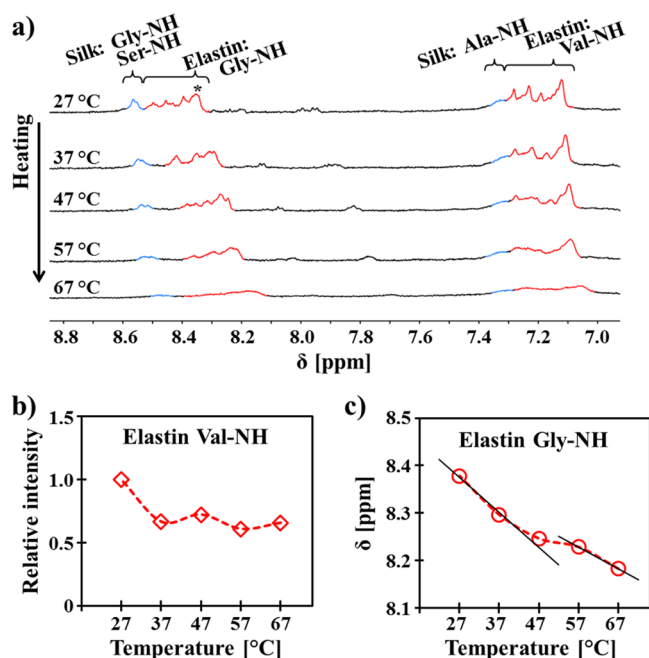 a)
Silk: Gly-NH
Ser-NH
Elastin:
Gly-NH
Silk: Ala-NH
Elastin:
Val-NH
*
27 °C
37 °C
47 °C
57 °C
67 °C
Heating
8.8 8.6 8.4 8.2 8.0 7.8 7.6 7.4 7.2 7.0
δ [ppm]
b)
Elastin Val-NH
Relative intensity
1.5
1.0
0.5
0
27 37 47 57 67
Temperature [°C]
c)
Elastin Gly-NH
δ [ppm]
8.5
8.4
8.3
8.2
8.1
27 37 47 57 67
Temperature [°C]